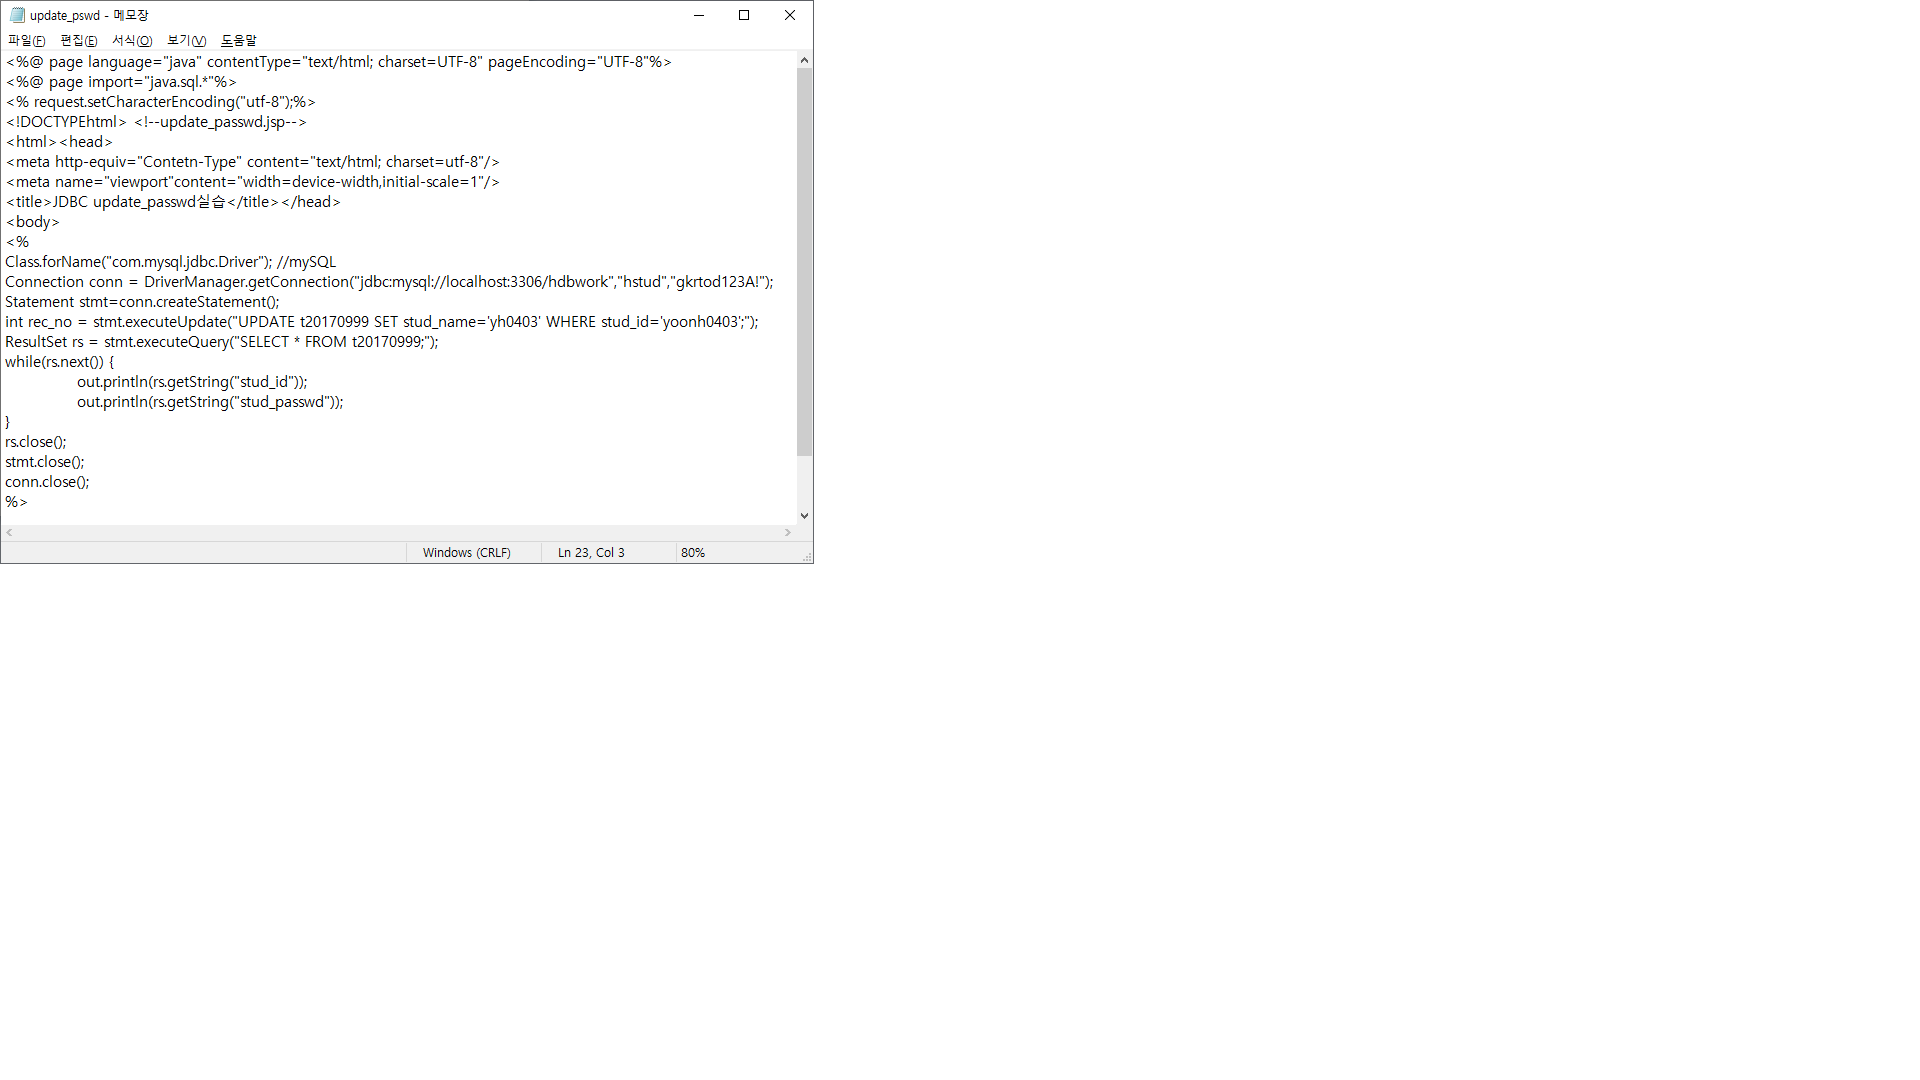 update_pswd - 메모장
파일(F) 편집(E) 서식(O) 보기(V) 도움말
<%@ page language="java" contentType="text/html; charset=UTF-8" pageEncoding="UTF-8"%>
<%@ page import="java.sql.*"%>
<% request.setCharacterEncoding("utf-8");%>
<!DOCTYPEhtml> <!--update_passwd.jsp-->
<html><head>
<meta http-equiv="Contetn-Type" content="text/html; charset=utf-8"/>
<meta name="viewport"content="width=device-width,initial-scale=1"/>
<title>JDBC update_passwd실습</title></head>
<body>
<%
Class.forName("com.mysql.jdbc.Driver"); //mySQL
Connection conn = DriverManager.getConnection("jdbc:mysql://localhost:3306/hdbwork","hstud","gkrtod123A!");
Statement stmt=conn.createStatement();
int rec_no = stmt.executeUpdate("UPDATE t20170999 SET stud_name='yh0403' WHERE stud_id='yoonh0403';");
ResultSet rs = stmt.executeQuery("SELECT * FROM t20170999;");
while(rs.next()) {
out.println(rs.getString("stud_id"));
out.println(rs.getString("stud_passwd"));
}
rs.close();
stmt.close();
conn.close();
%>
Windows (CRLF) Ln 23, Col 3 80%